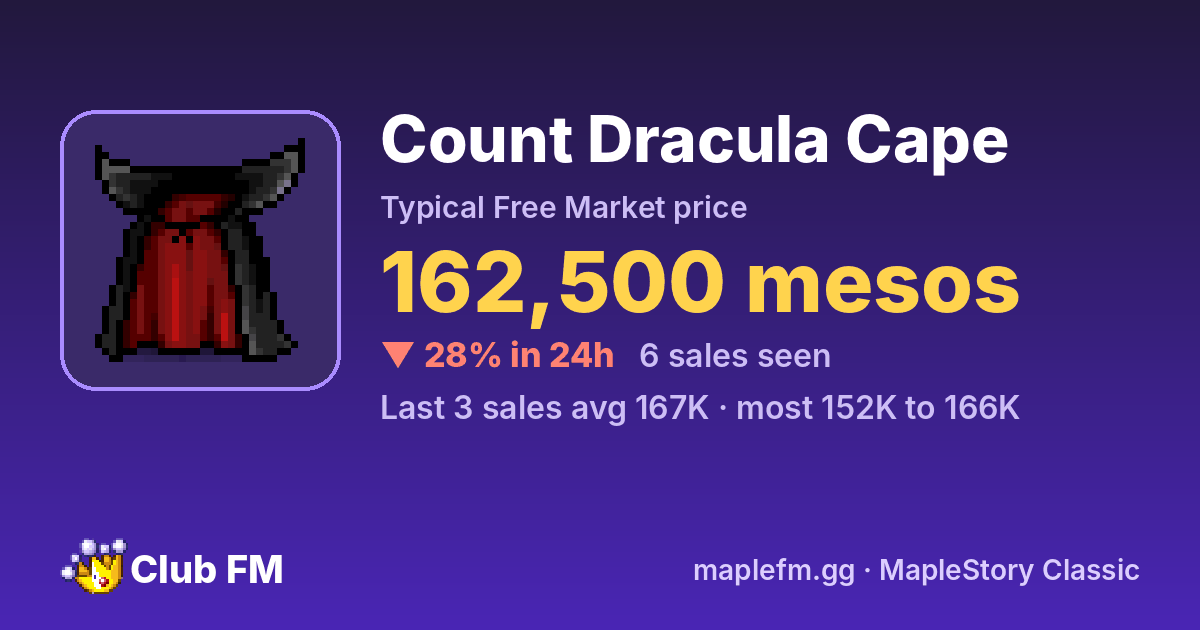 Count Dracula Cape
Typical Free Market price
162,500 mesos
▼ 28% in 24h 6 sales seen
Last 3 sales avg 167K · most 152K to 166K
Club FM
maplefm.gg · MapleStory Classic